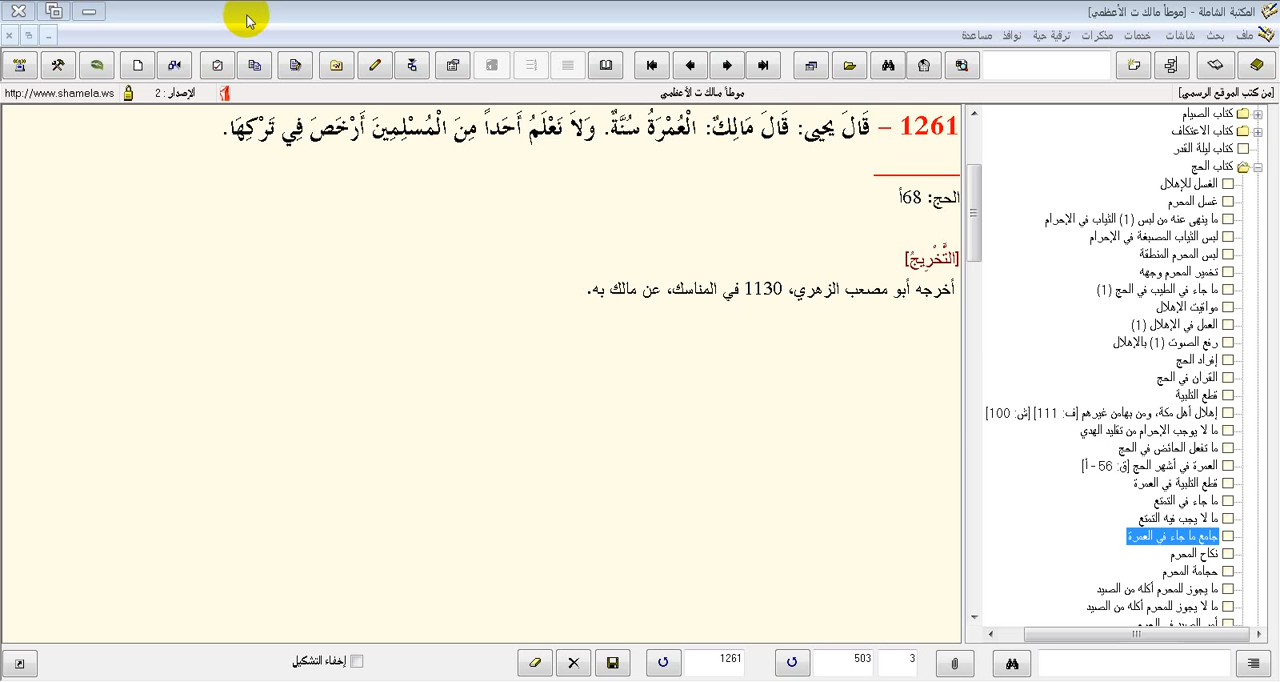 المكتبة الشاملة - [موطأ مالك ت الأعظمي]
ملف بحث شاشات خدمات مذكرات ترقية حية نوافذ مساعدة
[من كتب الموقع الرسمي]
موطأ مالك ت الأعظمي
الإصدار: 2
http://www.shamela.ws
1261 – قَالَ يحيى: قَالَ مَالِكٌ: الْعُمْرَةُ سُنَّةٌ. وَلاَ نَعْلَمُ أَحَداً مِنَ الْمُسْلِمِينَ أَرْخَصَ فِي تَرْكِهَا.
الحج: 68أ
[التَّخْرِيجُ]
أخرجه أبو مصعب الزهري، 1130 في المناسك، عن مالك به.
كتاب الصيام
كتاب الاعتكاف
كتاب ليلة القدر
كتاب الحج
الغسل للإهلال
غسل المحرم
ما ينهى عنه من لبس (1) الثياب في الإحرام
لبس الثياب المصبغة في الإحرام
لبس المحرم المنطقة
تخمير المحرم وجهه
ما جاء في الطيب في الحج (1)
مواقيت الإهلال
العمل في الإهلال (1)
رفع الصوت (1) بالإهلال
إفراد الحج
القران في الحج
قطع التلبية
إهلال أهل مكة، ومن بهامن غيرهم [ف: 111] [ش: 100]
ما لا يوجب الإحرام من تقليد الهدي
ما تفعل الحائض في الحج
العمرة في أشهر الحج [ق: 56 - أ]
قطع التلبية في العمرة
ما جاء في التمتع
ما لا يجب فيه التمتع
جامع ما جاء في العمرة
نكاح المحرم
حجامة المحرم
ما يجوز للمحرم أكله من الصيد
ما لا يجوز للمحرم أكله من الصيد
أمر الصيد في الحرم
3
503
1261
إخفاء التشكيل